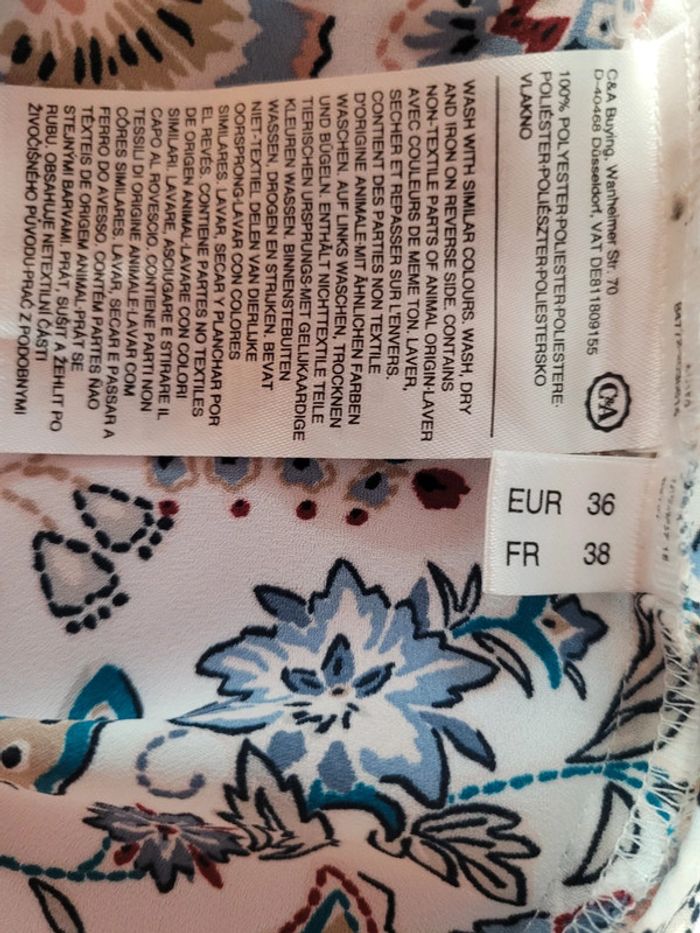 C&A Buying, Wanheimer Str. 70
D-40468 Düsseldorf, VAT DE811809155
C&A
100% POLYESTER·POLIESTER·POLIESTERE·
POLIÉSTER·POLIÉSZTER·POLIESTERSKO
VLAKNO
WASH WITH SIMILAR COLOURS. WASH, DRY
AND IRON ON REVERSE SIDE. CONTAINS
NON-TEXTILE PARTS OF ANIMAL ORIGIN·LAVER
AVEC COULEURS DE MEME TON. LAVER,
SECHER ET REPASSER SUR L'ENVERS.
CONTIENT DES PARTIES NON TEXTILE
D'ORIGINE ANIMALE·MIT ÄHNLICHEN FARBEN
WASCHEN. AUF LINKS WASCHEN, TROCKNEN
UND BÜGELN. ENTHÄLT NICHTTEXTILE TEILE
TIERISCHEN URSPRUNGS·MET GELIJKAARDIGE
KLEUREN WASSEN. BINNENSTEBUITEN
WASSEN, DROGEN EN STRIJKEN. BEVAT
NIET-TEXTIEL DELEN VAN DIERLIJKE
OORSPRONG·LAVAR CON COLORES
SIMILARES. LAVAR, SECAR Y PLANCHAR POR
EL REVÉS. CONTIENE PARTES NO TEXTILES
DE ORIGEN ANIMAL·LAVARE CON COLORI
SIMILARI. LAVARE, ASCIUGARE E STIRARE IL
CAPO AL ROVESCIO. CONTIENE PARTI NON
TESSILI DI ORIGINE ANIMALE·LAVAR COM
CÔRES SIMILARES. LAVAR, SECAR E PASSAR A
FERRO DO AVESSO. CONTÉM PARTES NÃO
TÊXTEIS DE ORIGEM ANIMAL·PRÁT SE
STEJNÝMI BARVAMI. PRÁT, SUŠIT A ŽEHLIT PO
RUBU. OBSAHUJE NETEXTILNÍ ČÁSTI
ŽIVOČIŠNÉHO PŮVODU·PRAĆ Z PODOBNYMI
EUR 36
FR 38